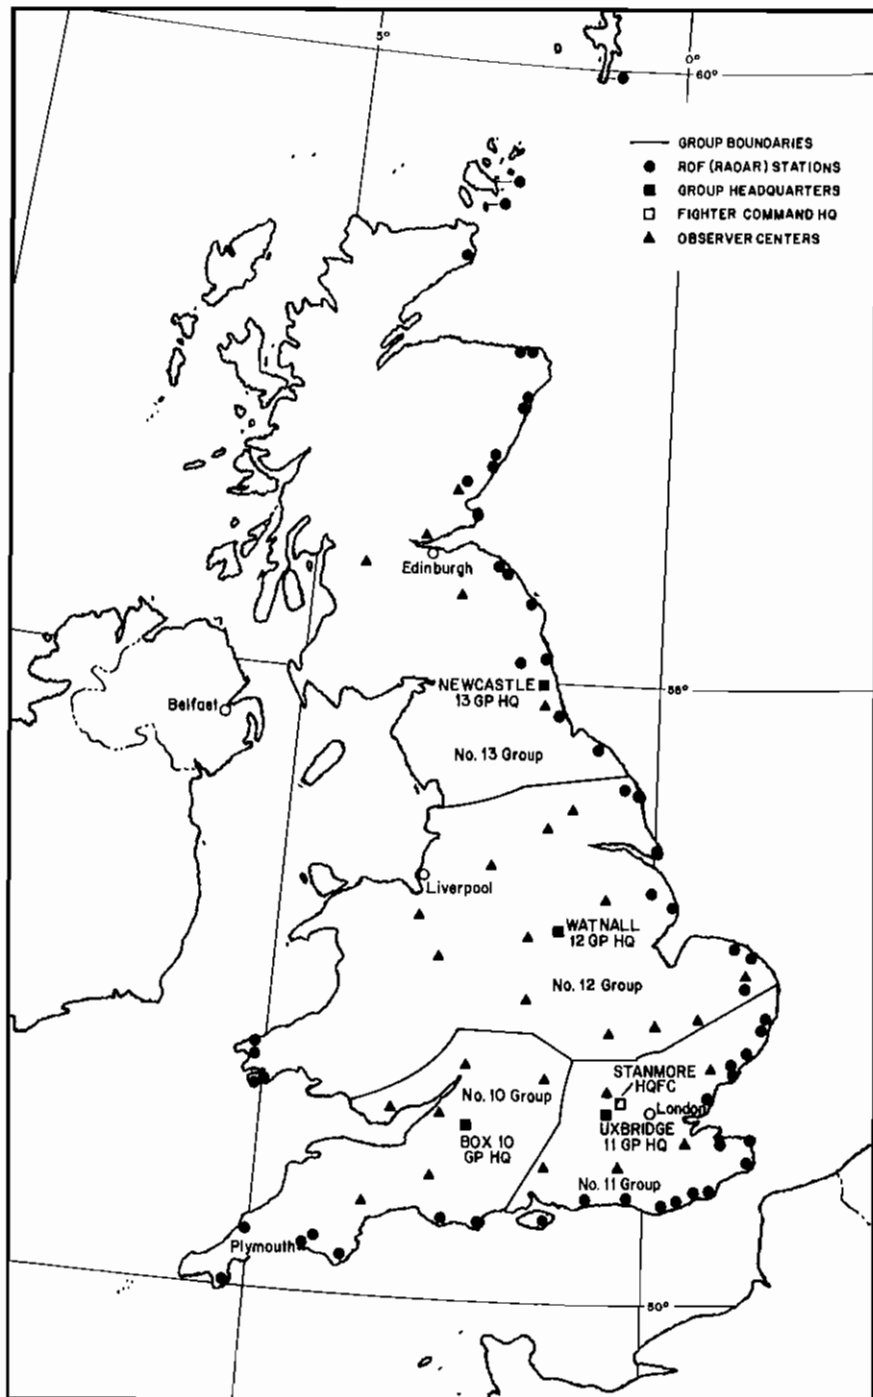 5°
0°
60°
GROUP BOUNDARIES
RDF (RADAR) STATIONS
GROUP HEADQUARTERS
FIGHTER COMMAND HQ
OBSERVER CENTERS
Edinburgh
NEWCASTLE
13 GP HQ
55°
Belfast
No. 13 Group
Liverpool
WATNALL
12 GP HQ
No. 12 Group
STANMORE
HQFC
No. 10 Group
London
BOX 10
GP HQ
UXBRIDGE
11 GP HQ
No. 11 Group
Plymouth
50°